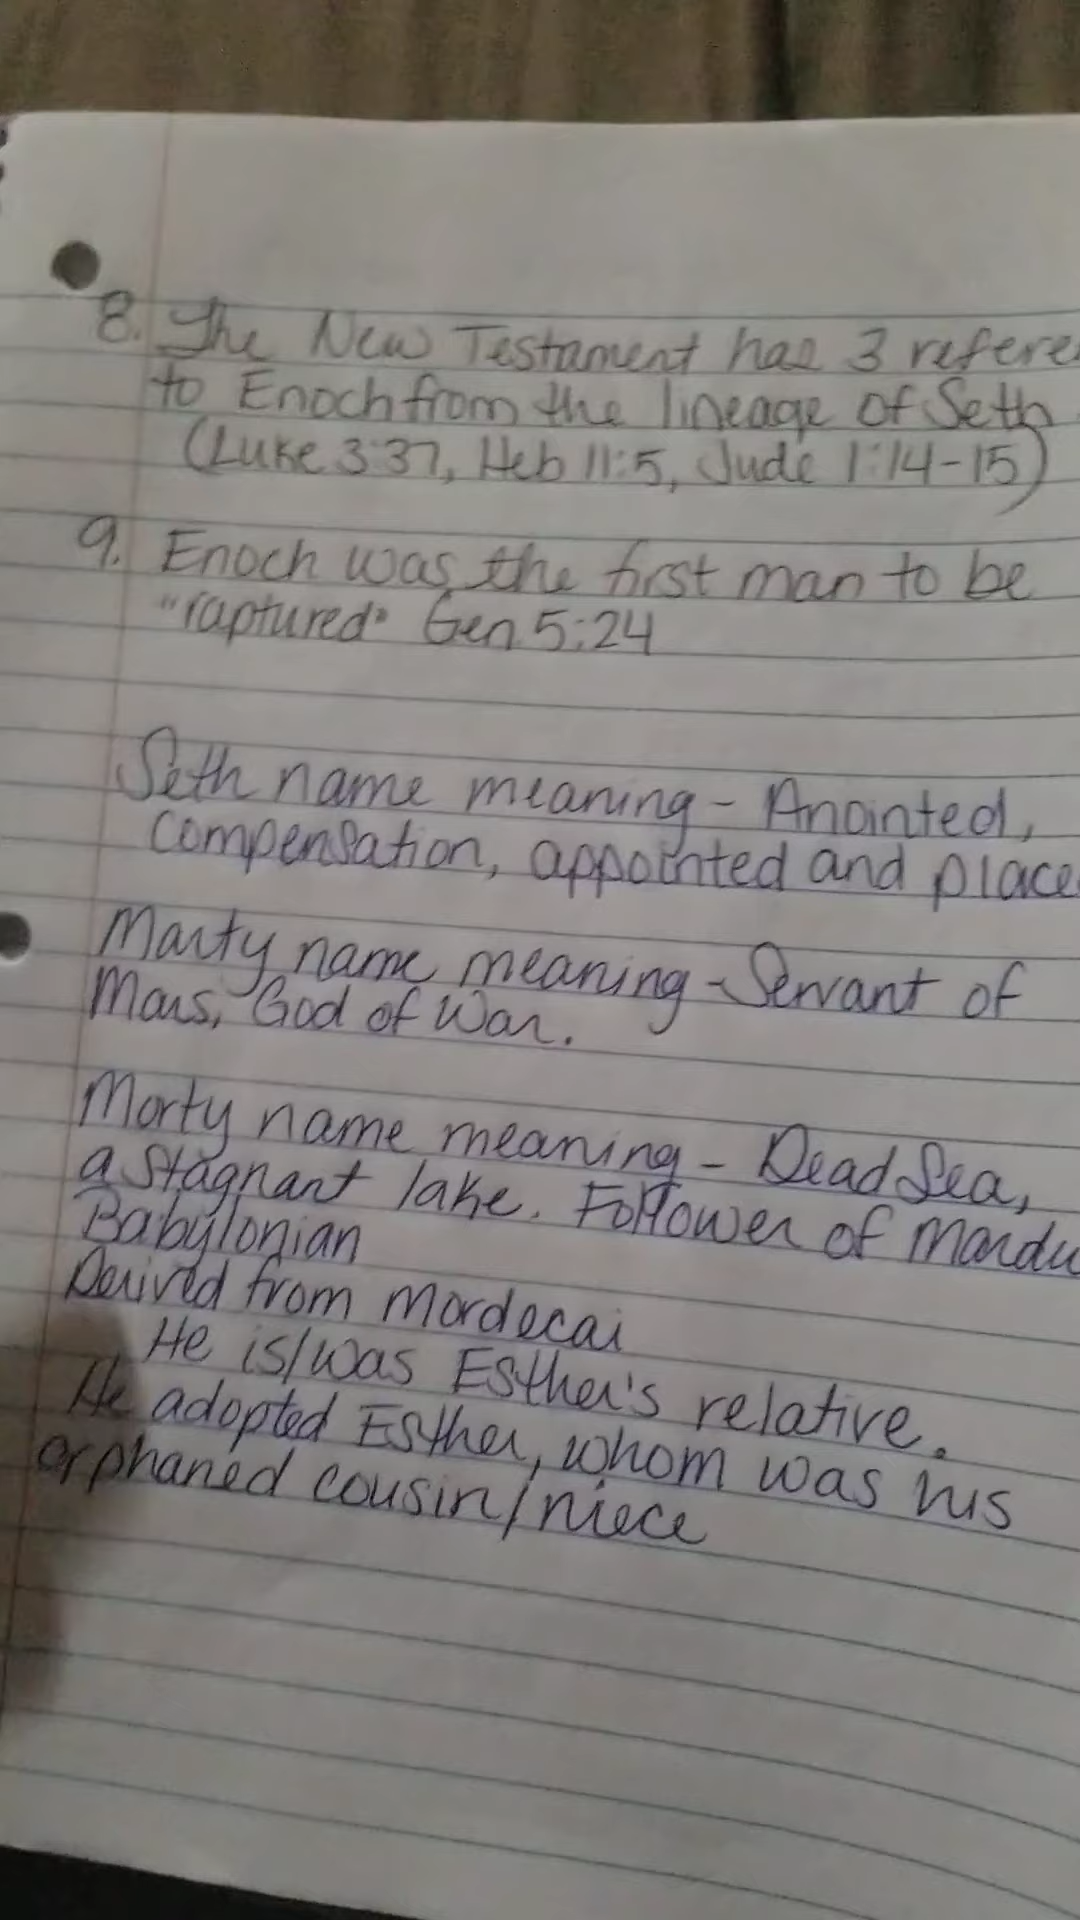 8. The New Testament has 3 refere
to Enoch from the lineage of Seth
(Luke 3:37, Heb 11:5, Jude 1:14-15)
9. Enoch was the first man to be
"raptured" Gen 5:24
Seth name meaning - Anointed,
compensation, appointed and place
Marty name meaning - Servant of
Mars, God of War.
Morty name meaning - Dead Sea,
a stagnant lake. Follower of Mardu
Babylonian
Derived from Mordecai
He is/was Esther's relative.
He adopted Esther, whom was his
orphaned cousin/niece